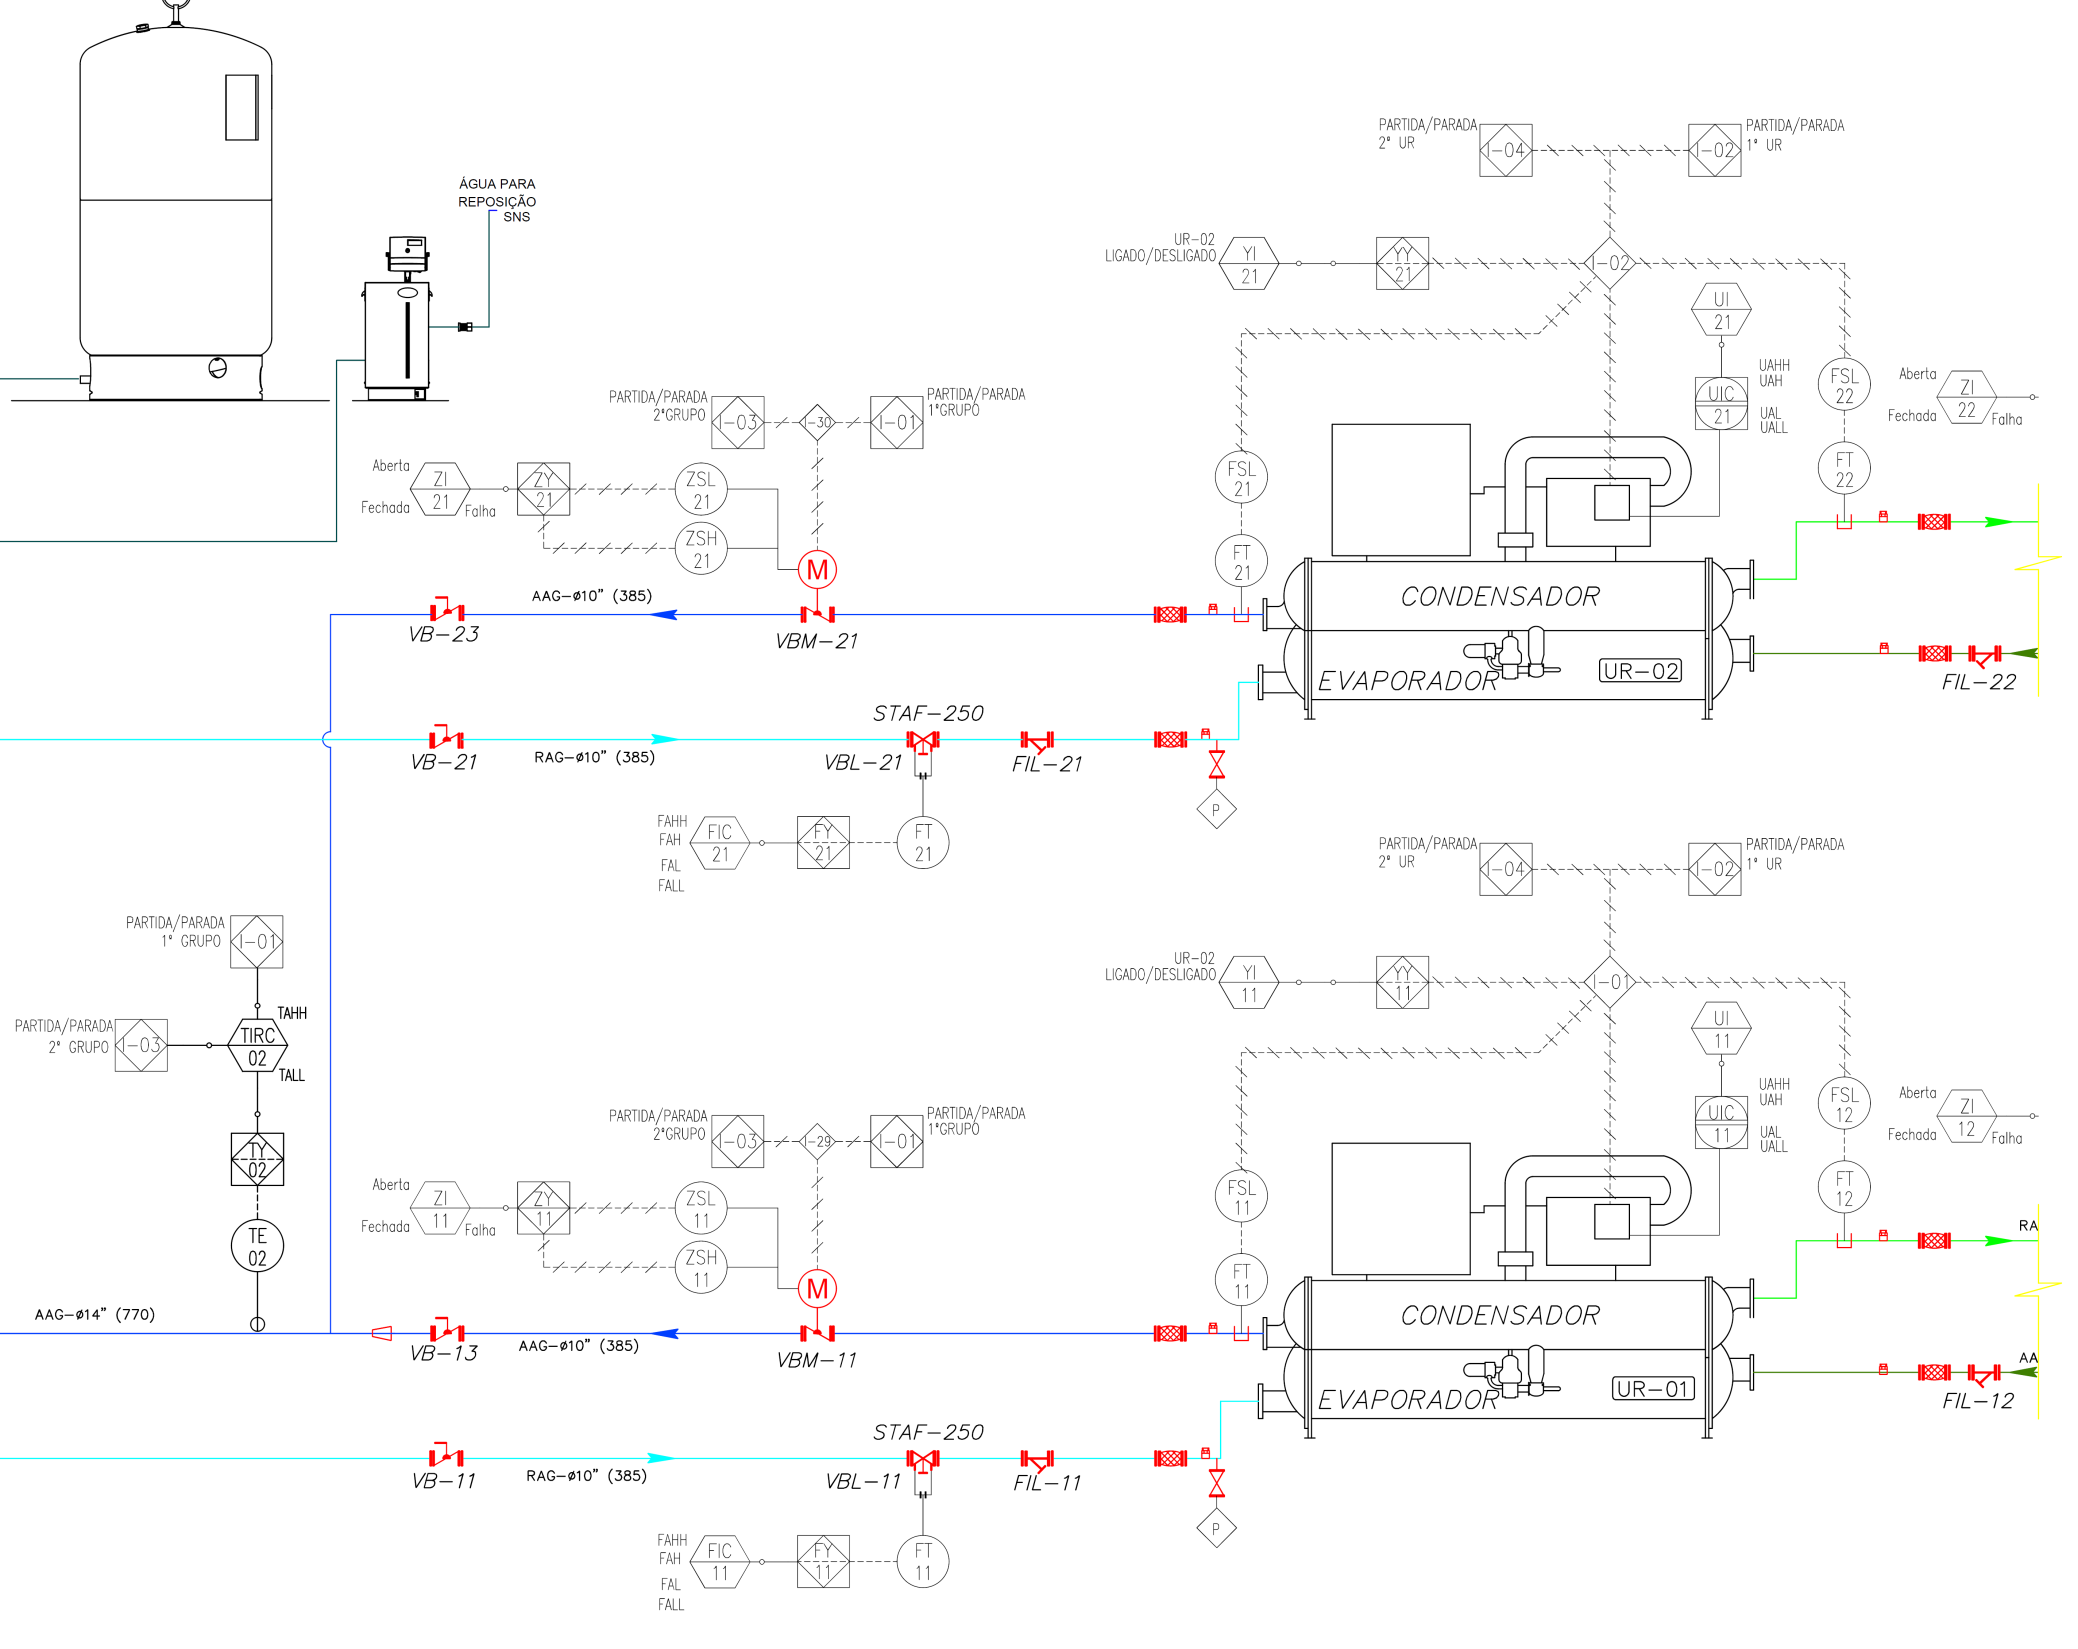 ÁGUA PARA
REPOSIÇÃO
SNS
PARTIDA/PARADA
2ª UR
I-04
I-02
PARTIDA/PARADA
1ª UR
UR-02
LIGADO/DESLIGADO
YI
21
YY
21
I-02
UI
21
UIC
21
UAHH
UAH
UAL
UALL
FSL
22
FT
22
Aberta
Fechada
ZI
22
Falha
PARTIDA/PARADA
2ºGRUPO
I-03
I-30
I-01
PARTIDA/PARADA
1ºGRUPO
Aberta
Fechada
ZI
21
Falha
ZY
21
ZSL
21
ZSH
21
M
FSL
21
FT
21
AAG-ø10" (385)
VB-23
VBM-21
CONDENSADOR
EVAPORADOR
UR-02
FIL-22
STAF-250
VB-21
RAG-ø10" (385)
VBL-21
FIL-21
P
FAHH
FAH
FAL
FALL
FIC
21
FY
21
FT
21
PARTIDA/PARADA
2ª UR
I-04
I-02
PARTIDA/PARADA
1ª UR
PARTIDA/PARADA
1º GRUPO
I-01
UR-02
LIGADO/DESLIGADO
YI
11
YY
11
I-01
PARTIDA/PARADA
2º GRUPO
I-03
TAHH
TIRC
02
TALL
TY
02
TE
02
UI
11
UIC
11
UAHH
UAH
UAL
UALL
FSL
12
FT
12
Aberta
Fechada
ZI
12
Falha
PARTIDA/PARADA
2ºGRUPO
I-03
I-29
I-01
PARTIDA/PARADA
1ºGRUPO
Aberta
Fechada
ZI
11
Falha
ZY
11
ZSL
11
ZSH
11
M
FSL
11
FT
11
RA
AAG-ø14" (770)
VB-13
AAG-ø10" (385)
VBM-11
CONDENSADOR
EVAPORADOR
UR-01
AA
FIL-12
STAF-250
VB-11
RAG-ø10" (385)
VBL-11
FIL-11
P
FAHH
FAH
FAL
FALL
FIC
11
FY
11
FT
11